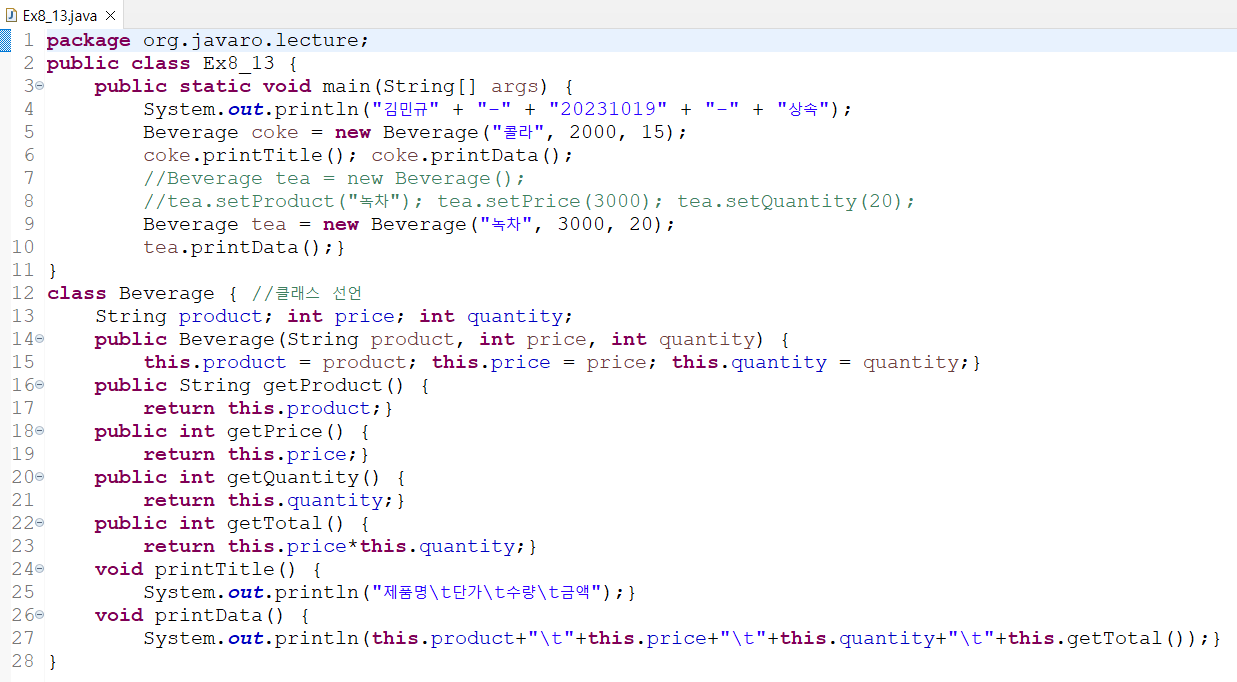 Ex8_13.java
1 package org.javaro.lecture;
2 public class Ex8_13 {
3 public static void main(String[] args) {
4 System.out.println("김민규" + "-" + "20231019" + "-" + "상속");
5 Beverage coke = new Beverage("콜라", 2000, 15);
6 coke.printTitle(); coke.printData();
7 //Beverage tea = new Beverage();
8 //tea.setProduct("녹차"); tea.setPrice(3000); tea.setQuantity(20);
9 Beverage tea = new Beverage("녹차", 3000, 20);
10 tea.printData();}
11 }
12 class Beverage { //클래스 선언
13 String product; int price; int quantity;
14 public Beverage(String product, int price, int quantity) {
15 this.product = product; this.price = price; this.quantity = quantity;}
16 public String getProduct() {
17 return this.product;}
18 public int getPrice() {
19 return this.price;}
20 public int getQuantity() {
21 return this.quantity;}
22 public int getTotal() {
23 return this.price*this.quantity;}
24 void printTitle() {
25 System.out.println("제품명\t단가\t수량\t금액");}
26 void printData() {
27 System.out.println(this.product+"\t"+this.price+"\t"+this.quantity+"\t"+this.getTotal());}
28 }